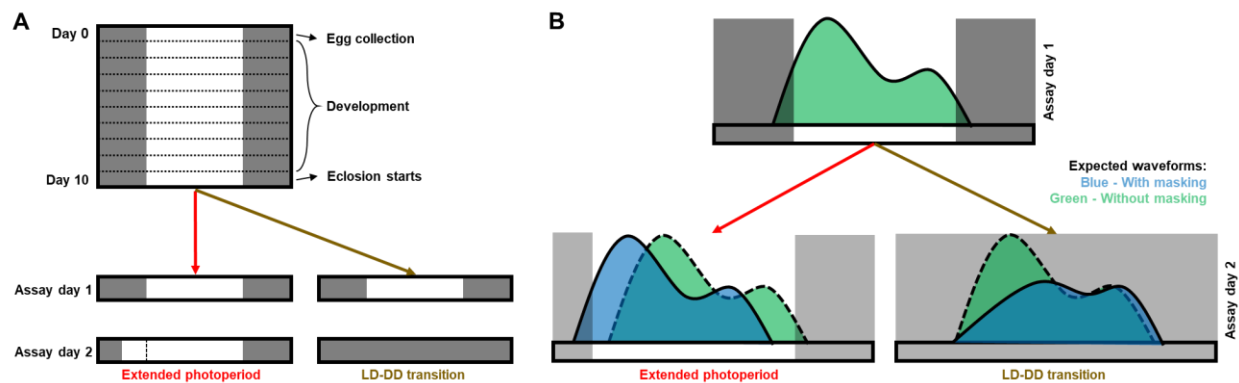 A
Day 0
Egg collection
Development
Day 10
Eclosion starts
Assay day 1
Assay day 2
Extended photoperiod
LD-DD transition
B
Assay day 1
Expected waveforms:
Blue - With masking
Green - Without masking
Assay day 2
Extended photoperiod
LD-DD transition